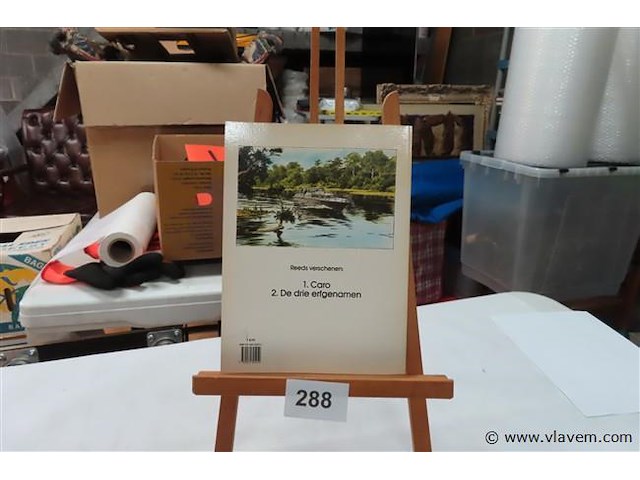 Reeds verschenen:
1. Caro
2. De drie erfgenamen
288
© www.vlavem.com